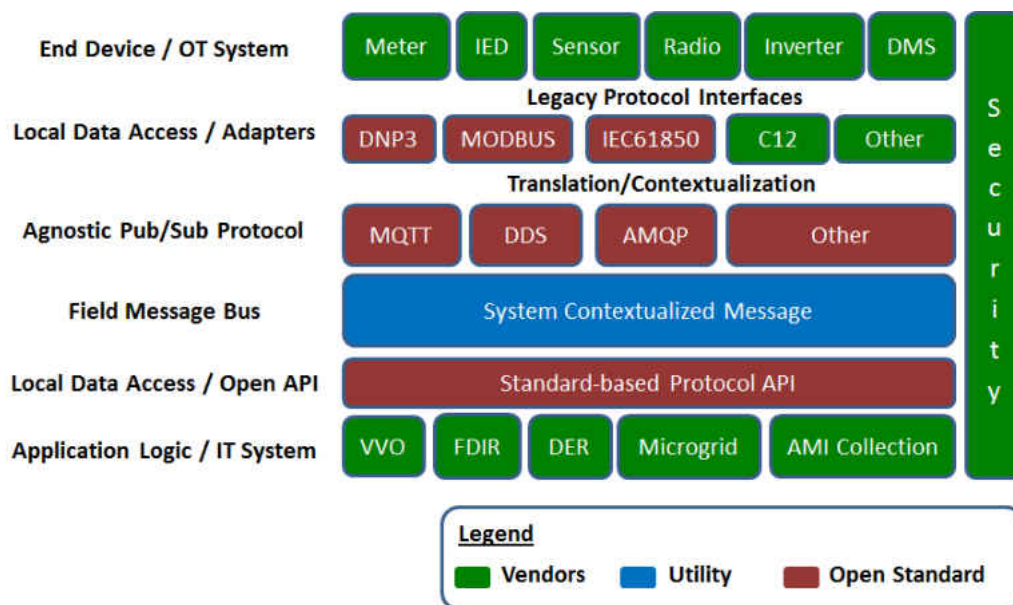 End Device / OT System
Meter IED Sensor Radio Inverter DMS
Legacy Protocol Interfaces
Local Data Access / Adapters
DNP3 MODBUS IEC61850 C12 Other
Translation/Contextualization
Agnostic Pub/Sub Protocol
MQTT DDS AMQP Other
Field Message Bus
System Contextualized Message
Local Data Access / Open API
Standard-based Protocol API
Application Logic / IT System
VVO FDIR DER Microgrid AMI Collection
Security
Legend
Vendors Utility Open Standard